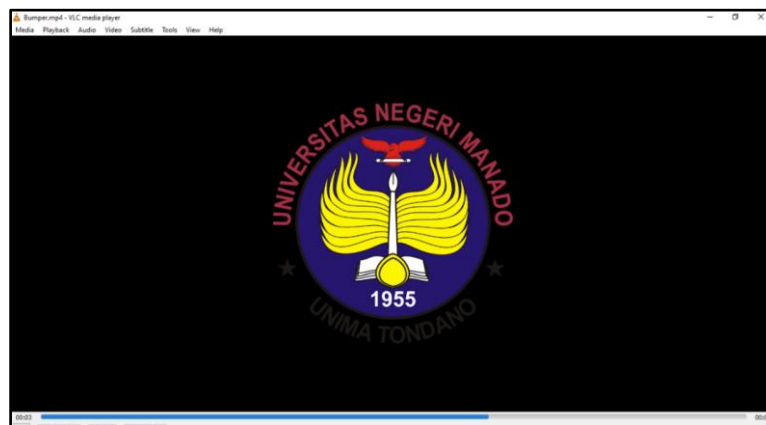 Bumper.mp4 - VLC media player
Media Playback Audio Video Subtitle Tools View Help
UNIVERSITAS NEGERI MANADO
1955
UNIMA TONDANO
00:03